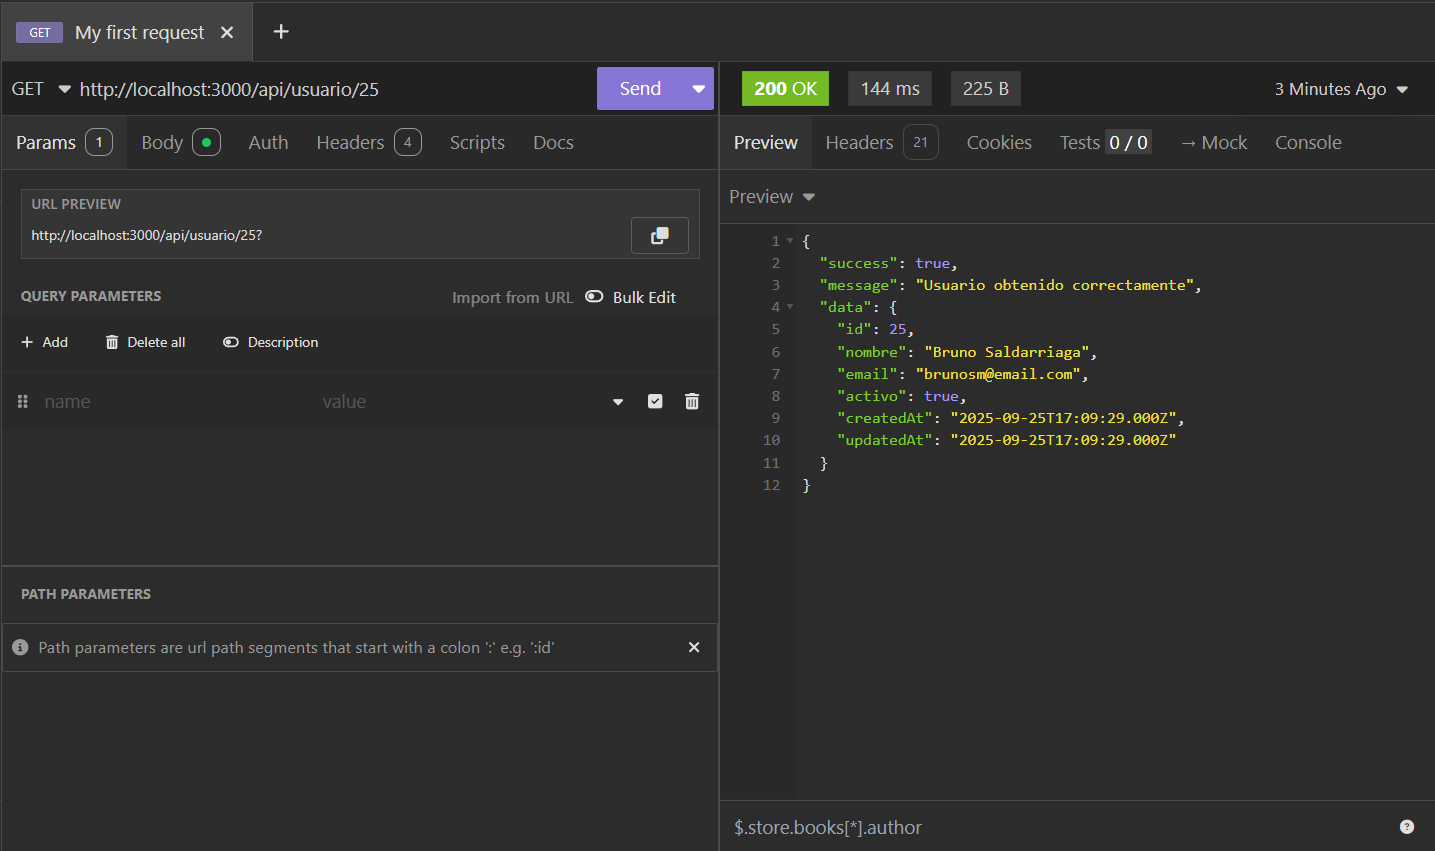 GET My first request
GET http://localhost:3000/api/usuario/25 Send
Params 1 Body Auth Headers 4 Scripts Docs
URL PREVIEW
http://localhost:3000/api/usuario/25?
QUERY PARAMETERS Import from URL Bulk Edit
+ Add Delete all Description
name value
PATH PARAMETERS
Path parameters are url path segments that start with a colon ':' e.g. ':id'
200 OK 144 ms 225 B 3 Minutes Ago
Preview Headers 21 Cookies Tests 0 / 0 → Mock Console
Preview
1 {
2 "success": true,
3 "message": "Usuario obtenido correctamente",
4 "data": {
5 "id": 25,
6 "nombre": "Bruno Saldarriaga",
7 "email": "brunosm@email.com",
8 "activo": true,
9 "createdAt": "2025-09-25T17:09:29.000Z",
10 "updatedAt": "2025-09-25T17:09:29.000Z"
11 }
12 }
$.store.books[*].author